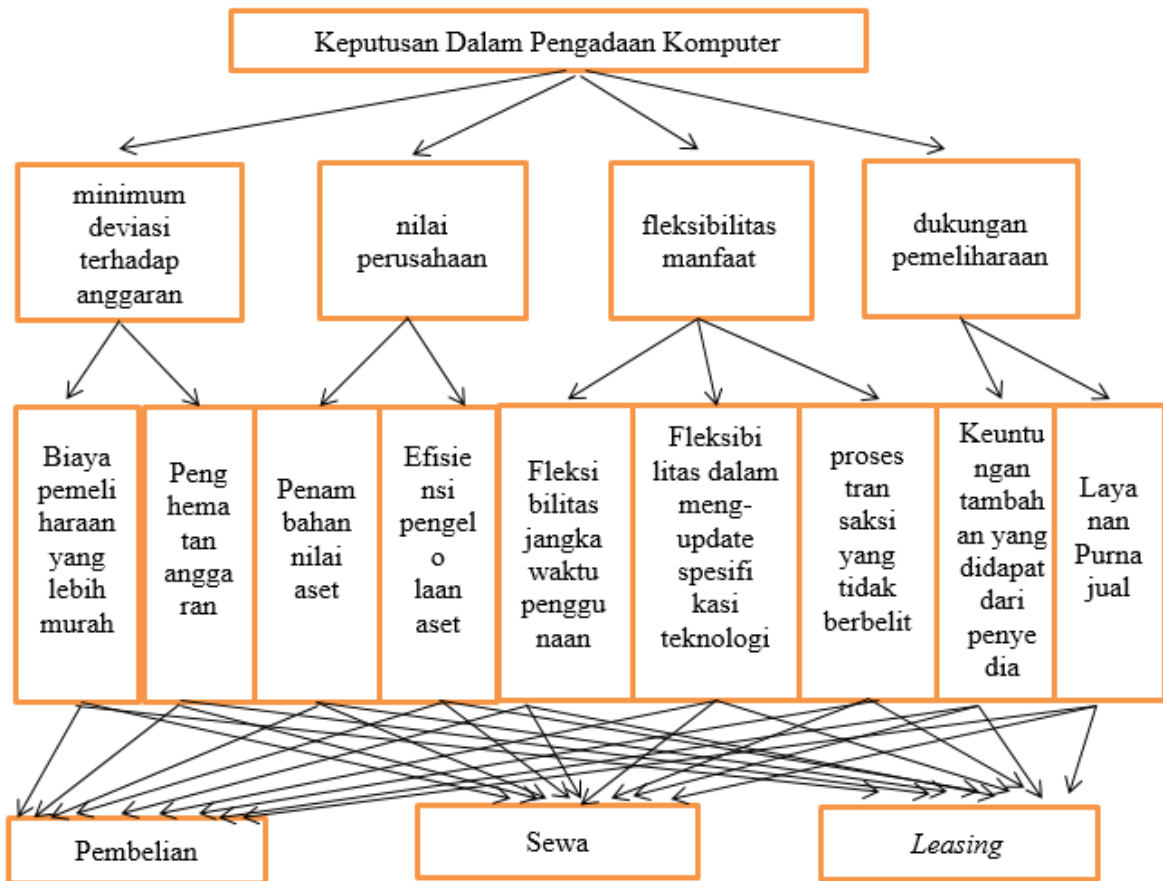 Keputusan Dalam Pengadaan Komputer
minimum
deviasi
terhadap
anggaran
nilai
perusahaan
fleksibilitas
manfaat
dukungan
pemeliharaan
Biaya
pemeli
haraan
yang
lebih
murah
Peng
hema
tan
angga
ran
Penam
bahan
nilai
aset
Efisie
nsi
pengel
o
laan
aset
Fleksi
bilitas
jangka
waktu
penggu
naan
Fleksibi
litas dalam
meng-
update
spesifi
kasi
teknologi
proses
tran
saksi
yang
tidak
berbelit
Keuntu
ngan
tambah
an yang
didapat
dari
penye
dia
Laya
nan
Purna
jual
Pembelian
Sewa
Leasing